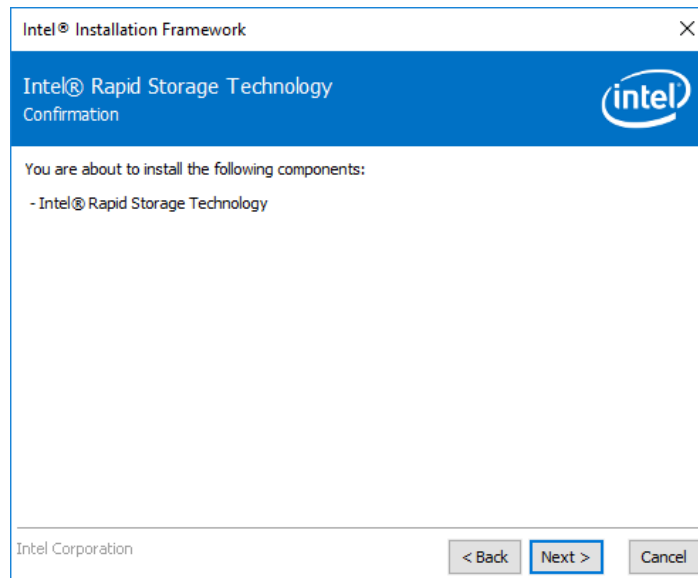 Intel® Installation Framework
Intel® Rapid Storage Technology
Confirmation
intel
You are about to install the following components:
- Intel® Rapid Storage Technology
Intel Corporation
< Back
Next >
Cancel